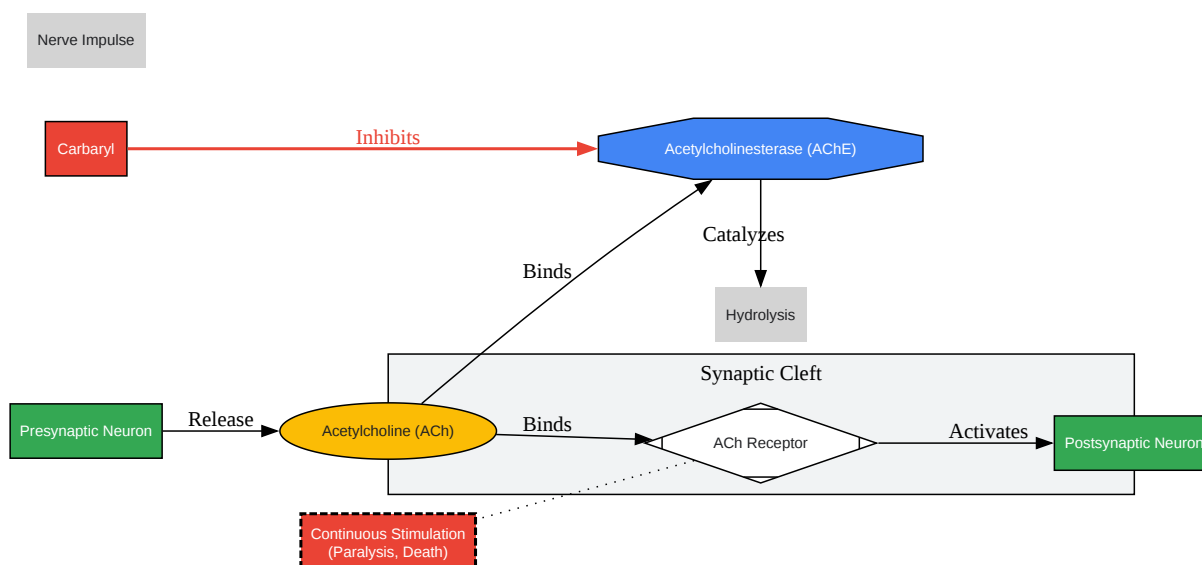 Nerve Impulse
Carbaryl
Inhibits
Acetylcholinesterase (AChE)
Catalyzes
Binds
Hydrolysis
Synaptic Cleft
Presynaptic Neuron
Release
Acetylcholine (ACh)
Binds
ACh Receptor
Activates
Postsynaptic Neuron
Continuous Stimulation
(Paralysis, Death)